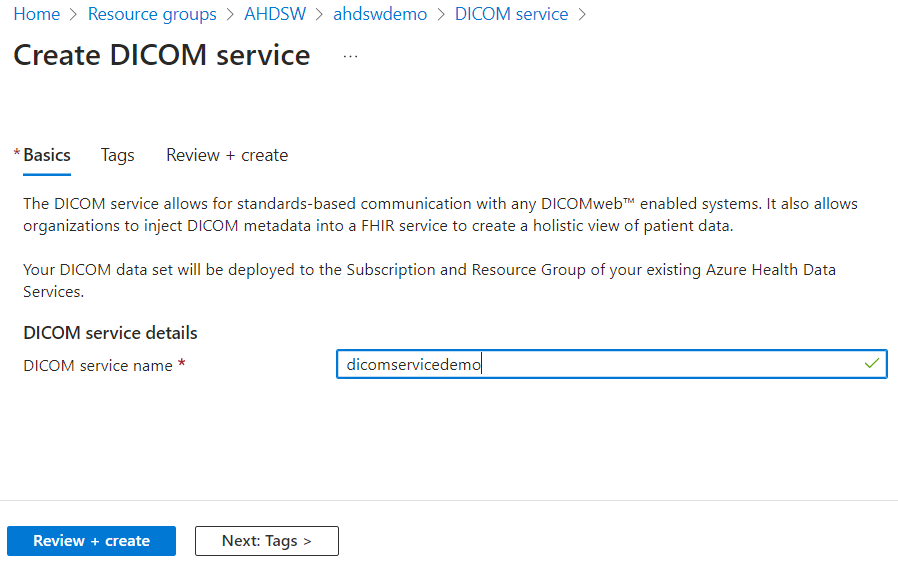 Home > Resource groups > AHDSW > ahdswdemo > DICOM service >
Create DICOM service ...
* Basics Tags Review + create
The DICOM service allows for standards-based communication with any DICOMweb™ enabled systems. It also allows
organizations to inject DICOM metadata into a FHIR service to create a holistic view of patient data.
Your DICOM data set will be deployed to the Subscription and Resource Group of your existing Azure Health Data
Services.
DICOM service details
DICOM service name * dicomservicedemo
Review + create Next: Tags >